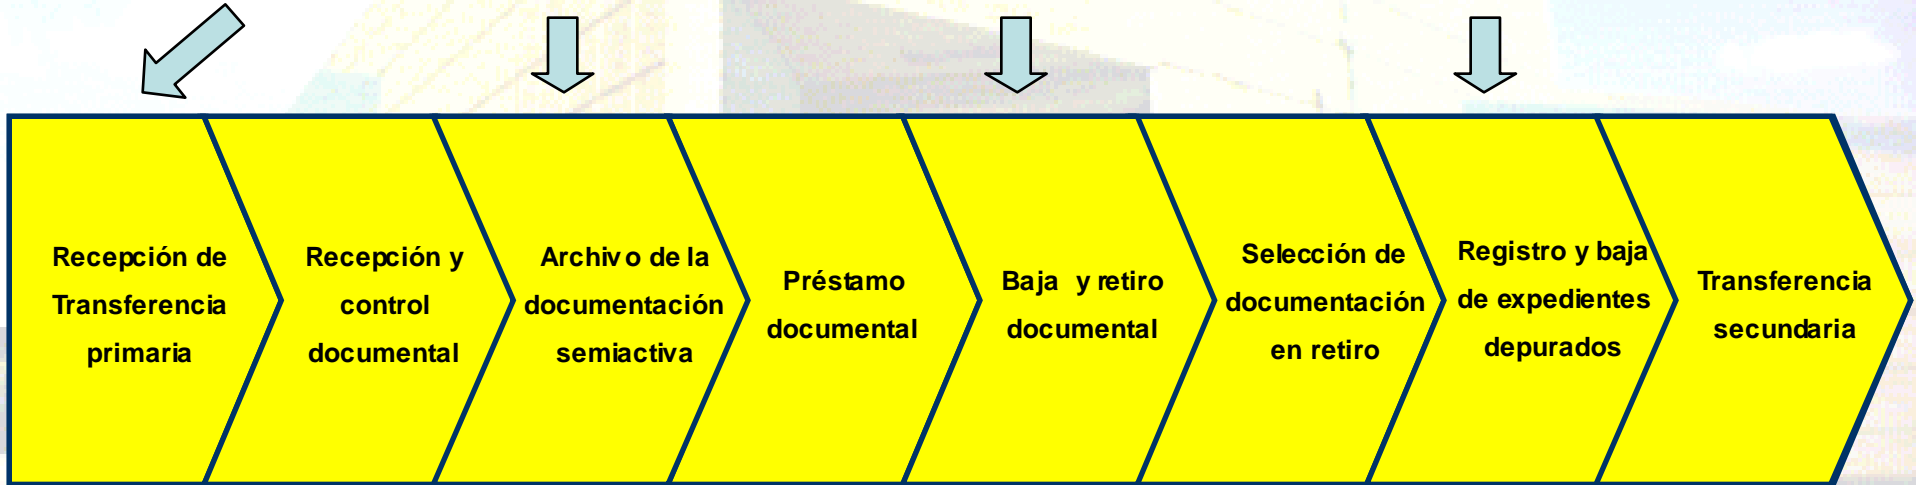 Recepción de
Transferencia
primaria
Recepción y
control
documental
Archivo de la
documentación
semiactiva
Préstamo
documental
Baja y retiro
documental
Selección de
documentación
en retiro
Registro y baja
de expedientes
depurados
Transferencia
secundaria